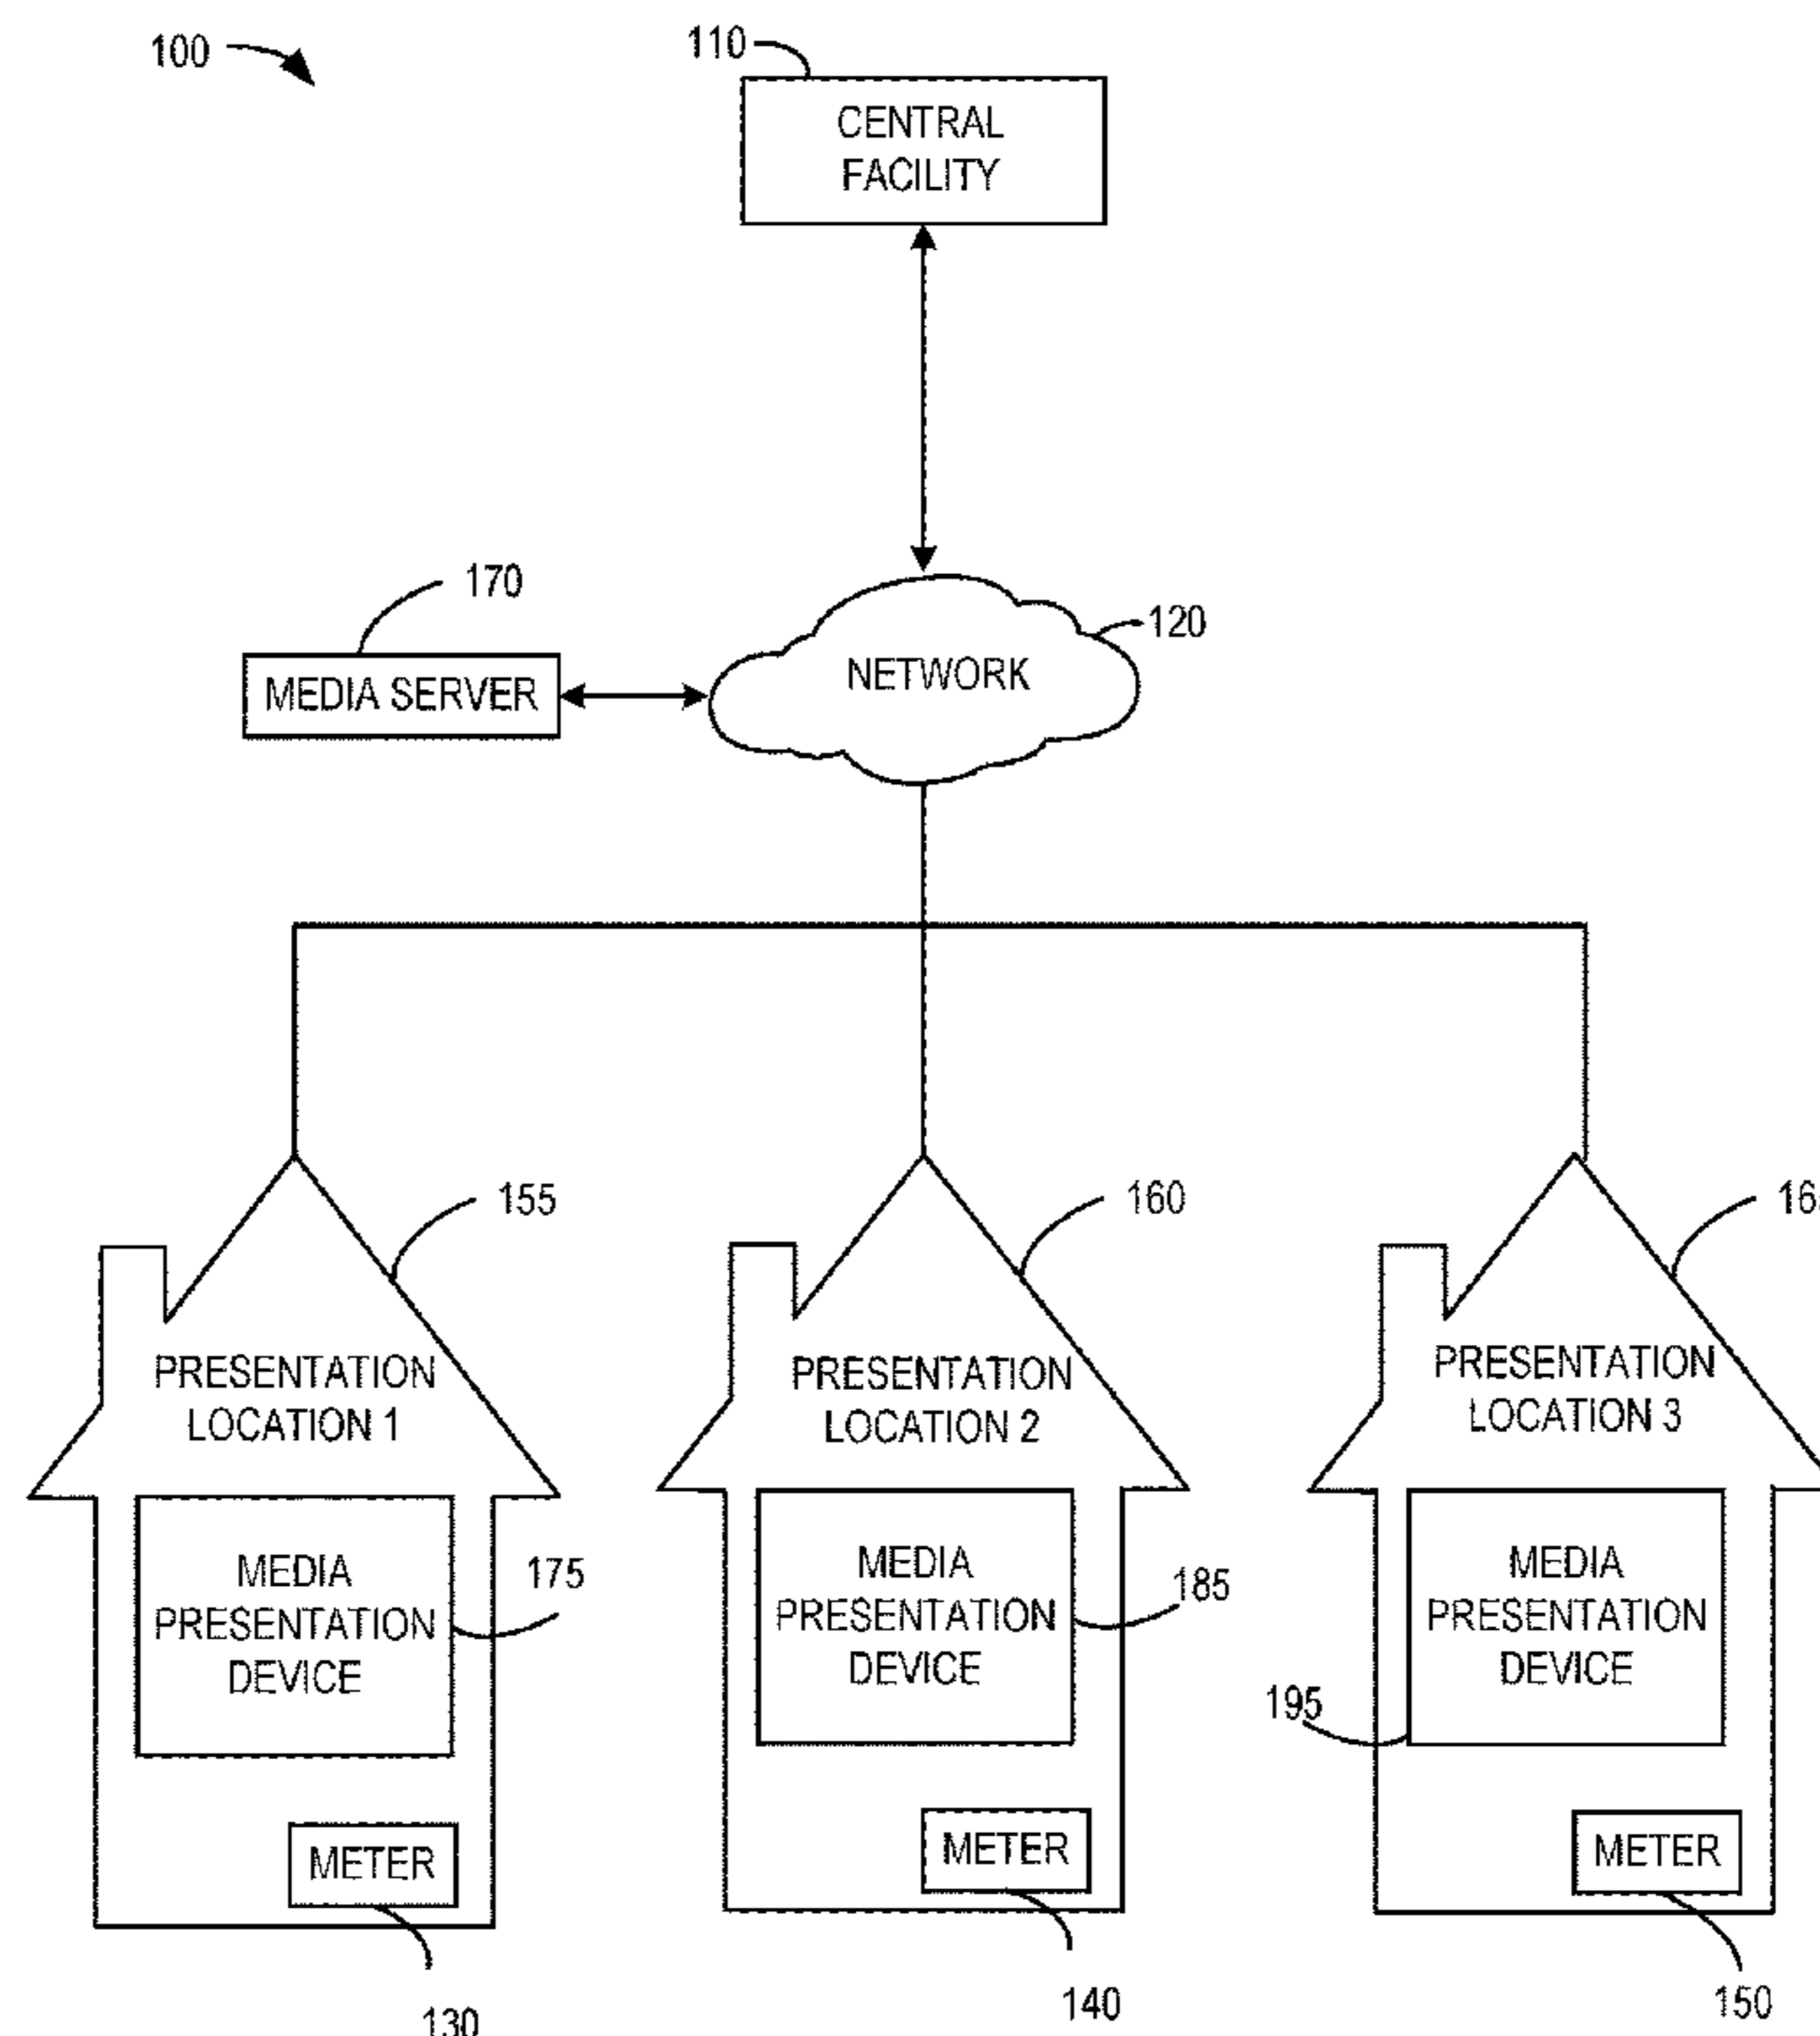 100
110
CENTRAL
FACILITY
170
120
MEDIA SERVER
NETWORK
155
160
PRESENTATION
LOCATION 1
PRESENTATION
LOCATION 2
PRESENTATION
LOCATION 3
MEDIA
PRESENTATION
DEVICE
175
MEDIA
PRESENTATION
DEVICE
185
MEDIA
PRESENTATION
DEVICE
195
METER
METER
METER
130
140
150